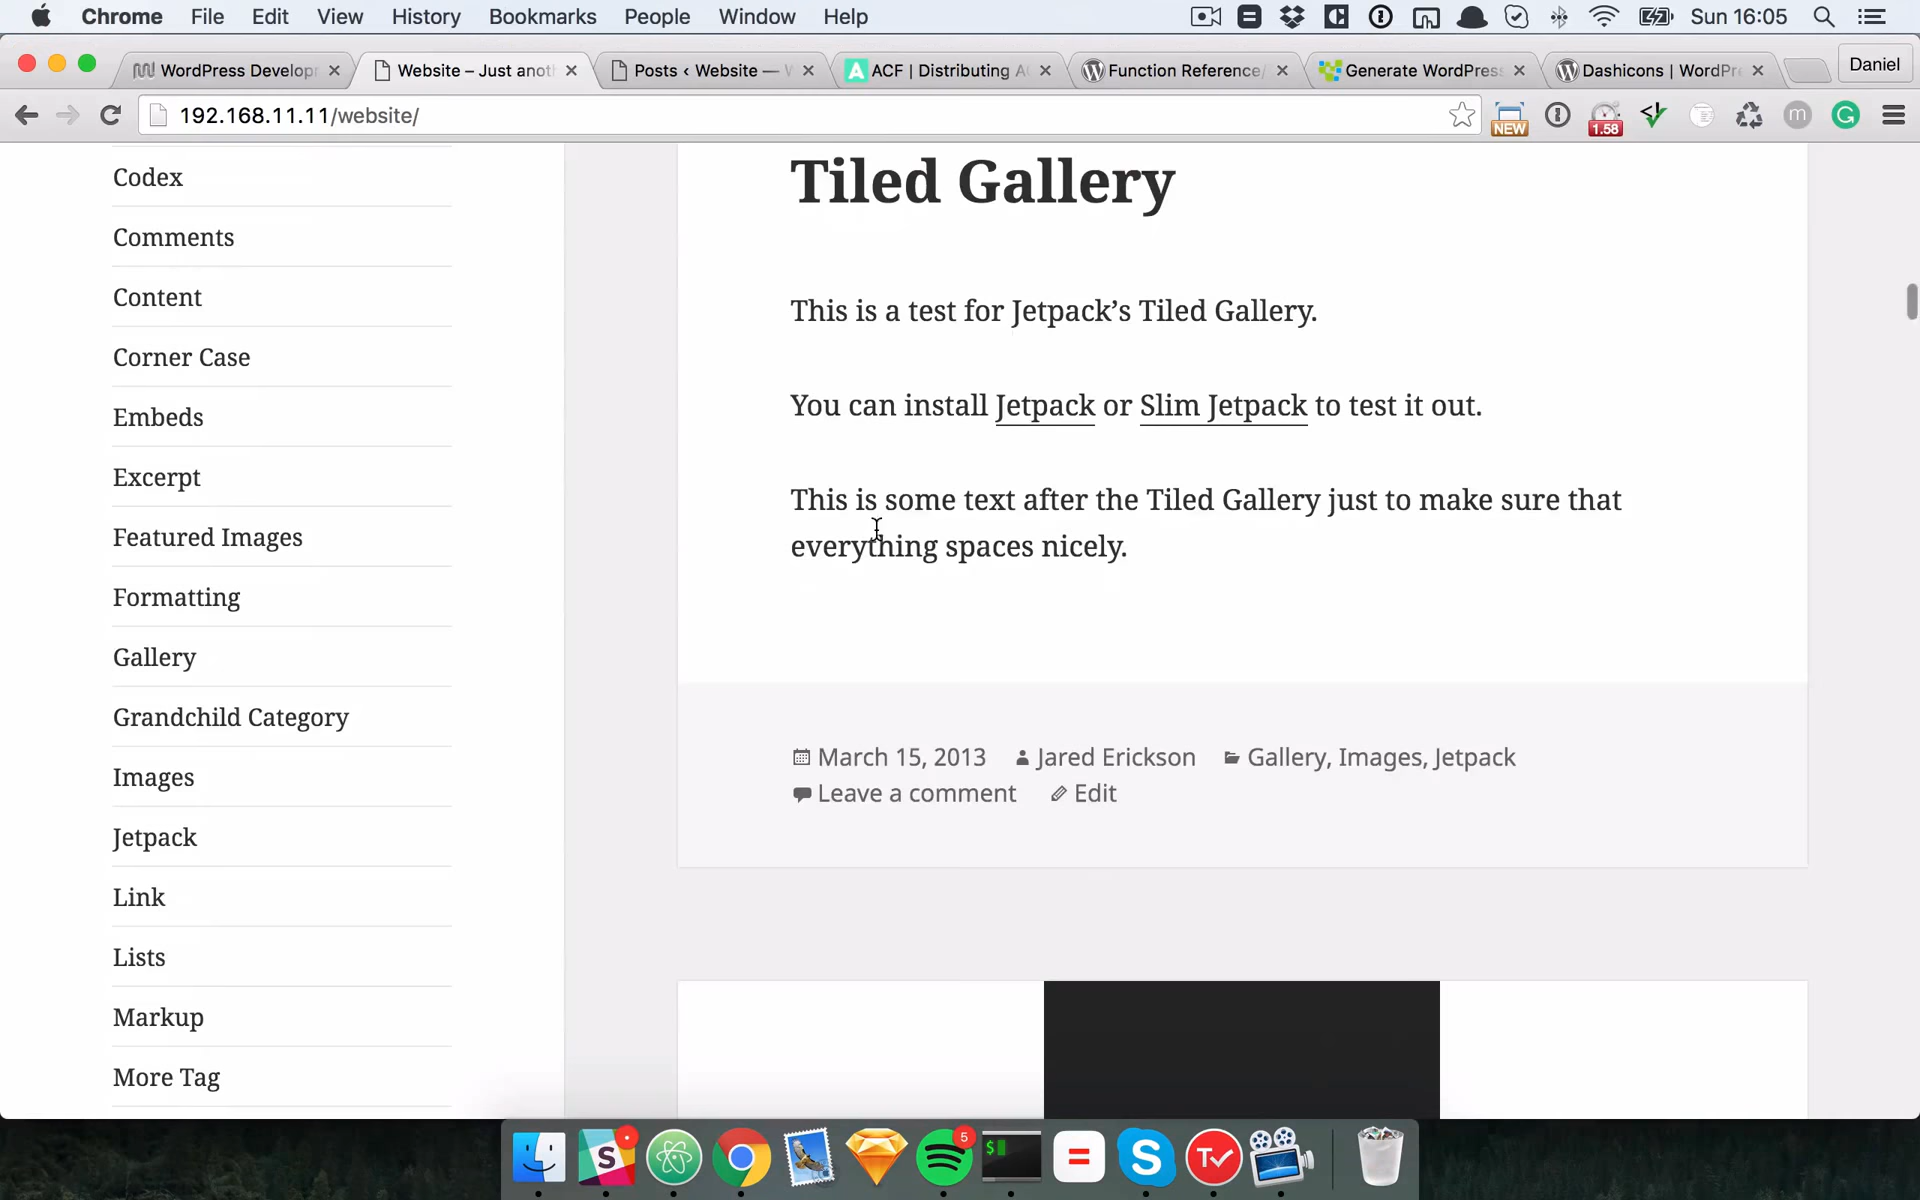 Chrome File Edit View History Bookmarks People Window Help Sun 16:05
WordPress Develop Website – Just anot Posts ‹ Website — ACF | Distributing A Function Reference/ Generate WordPress Dashicons | WordPr Daniel
192.168.11.11/website/ NEW 1.58 m G
Codex
Comments
Content
Corner Case
Embeds
Excerpt
Featured Images
Formatting
Gallery
Grandchild Category
Images
Jetpack
Link
Lists
Markup
More Tag
Tiled Gallery
This is a test for Jetpack’s Tiled Gallery.
You can install Jetpack or Slim Jetpack to test it out.
This is some text after the Tiled Gallery just to make sure that
everything spaces nicely.
March 15, 2013 Jared Erickson Gallery, Images, Jetpack
Leave a comment Edit
S 5 $ S